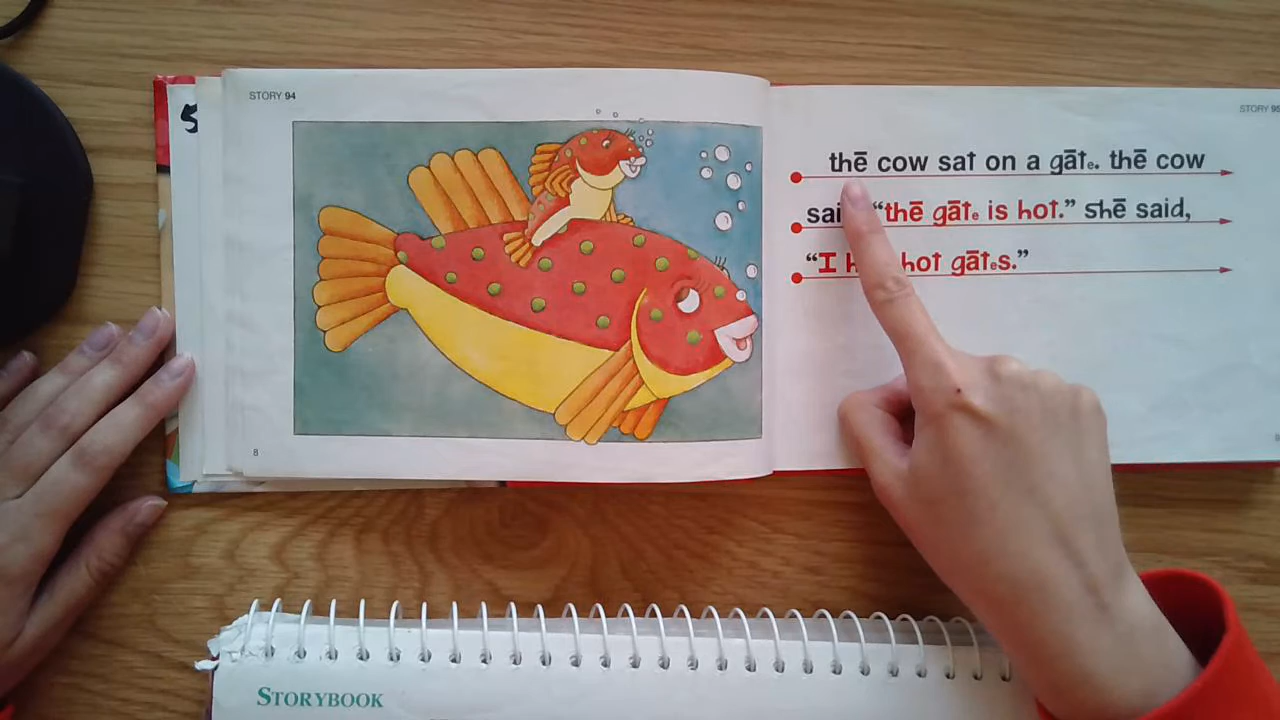 STORY 94
STORY 95
5
thē cow sat on a gāte. thē cow
"thē gāte is hot." shē said,
"I hot gātes."
8
STORYBOOK